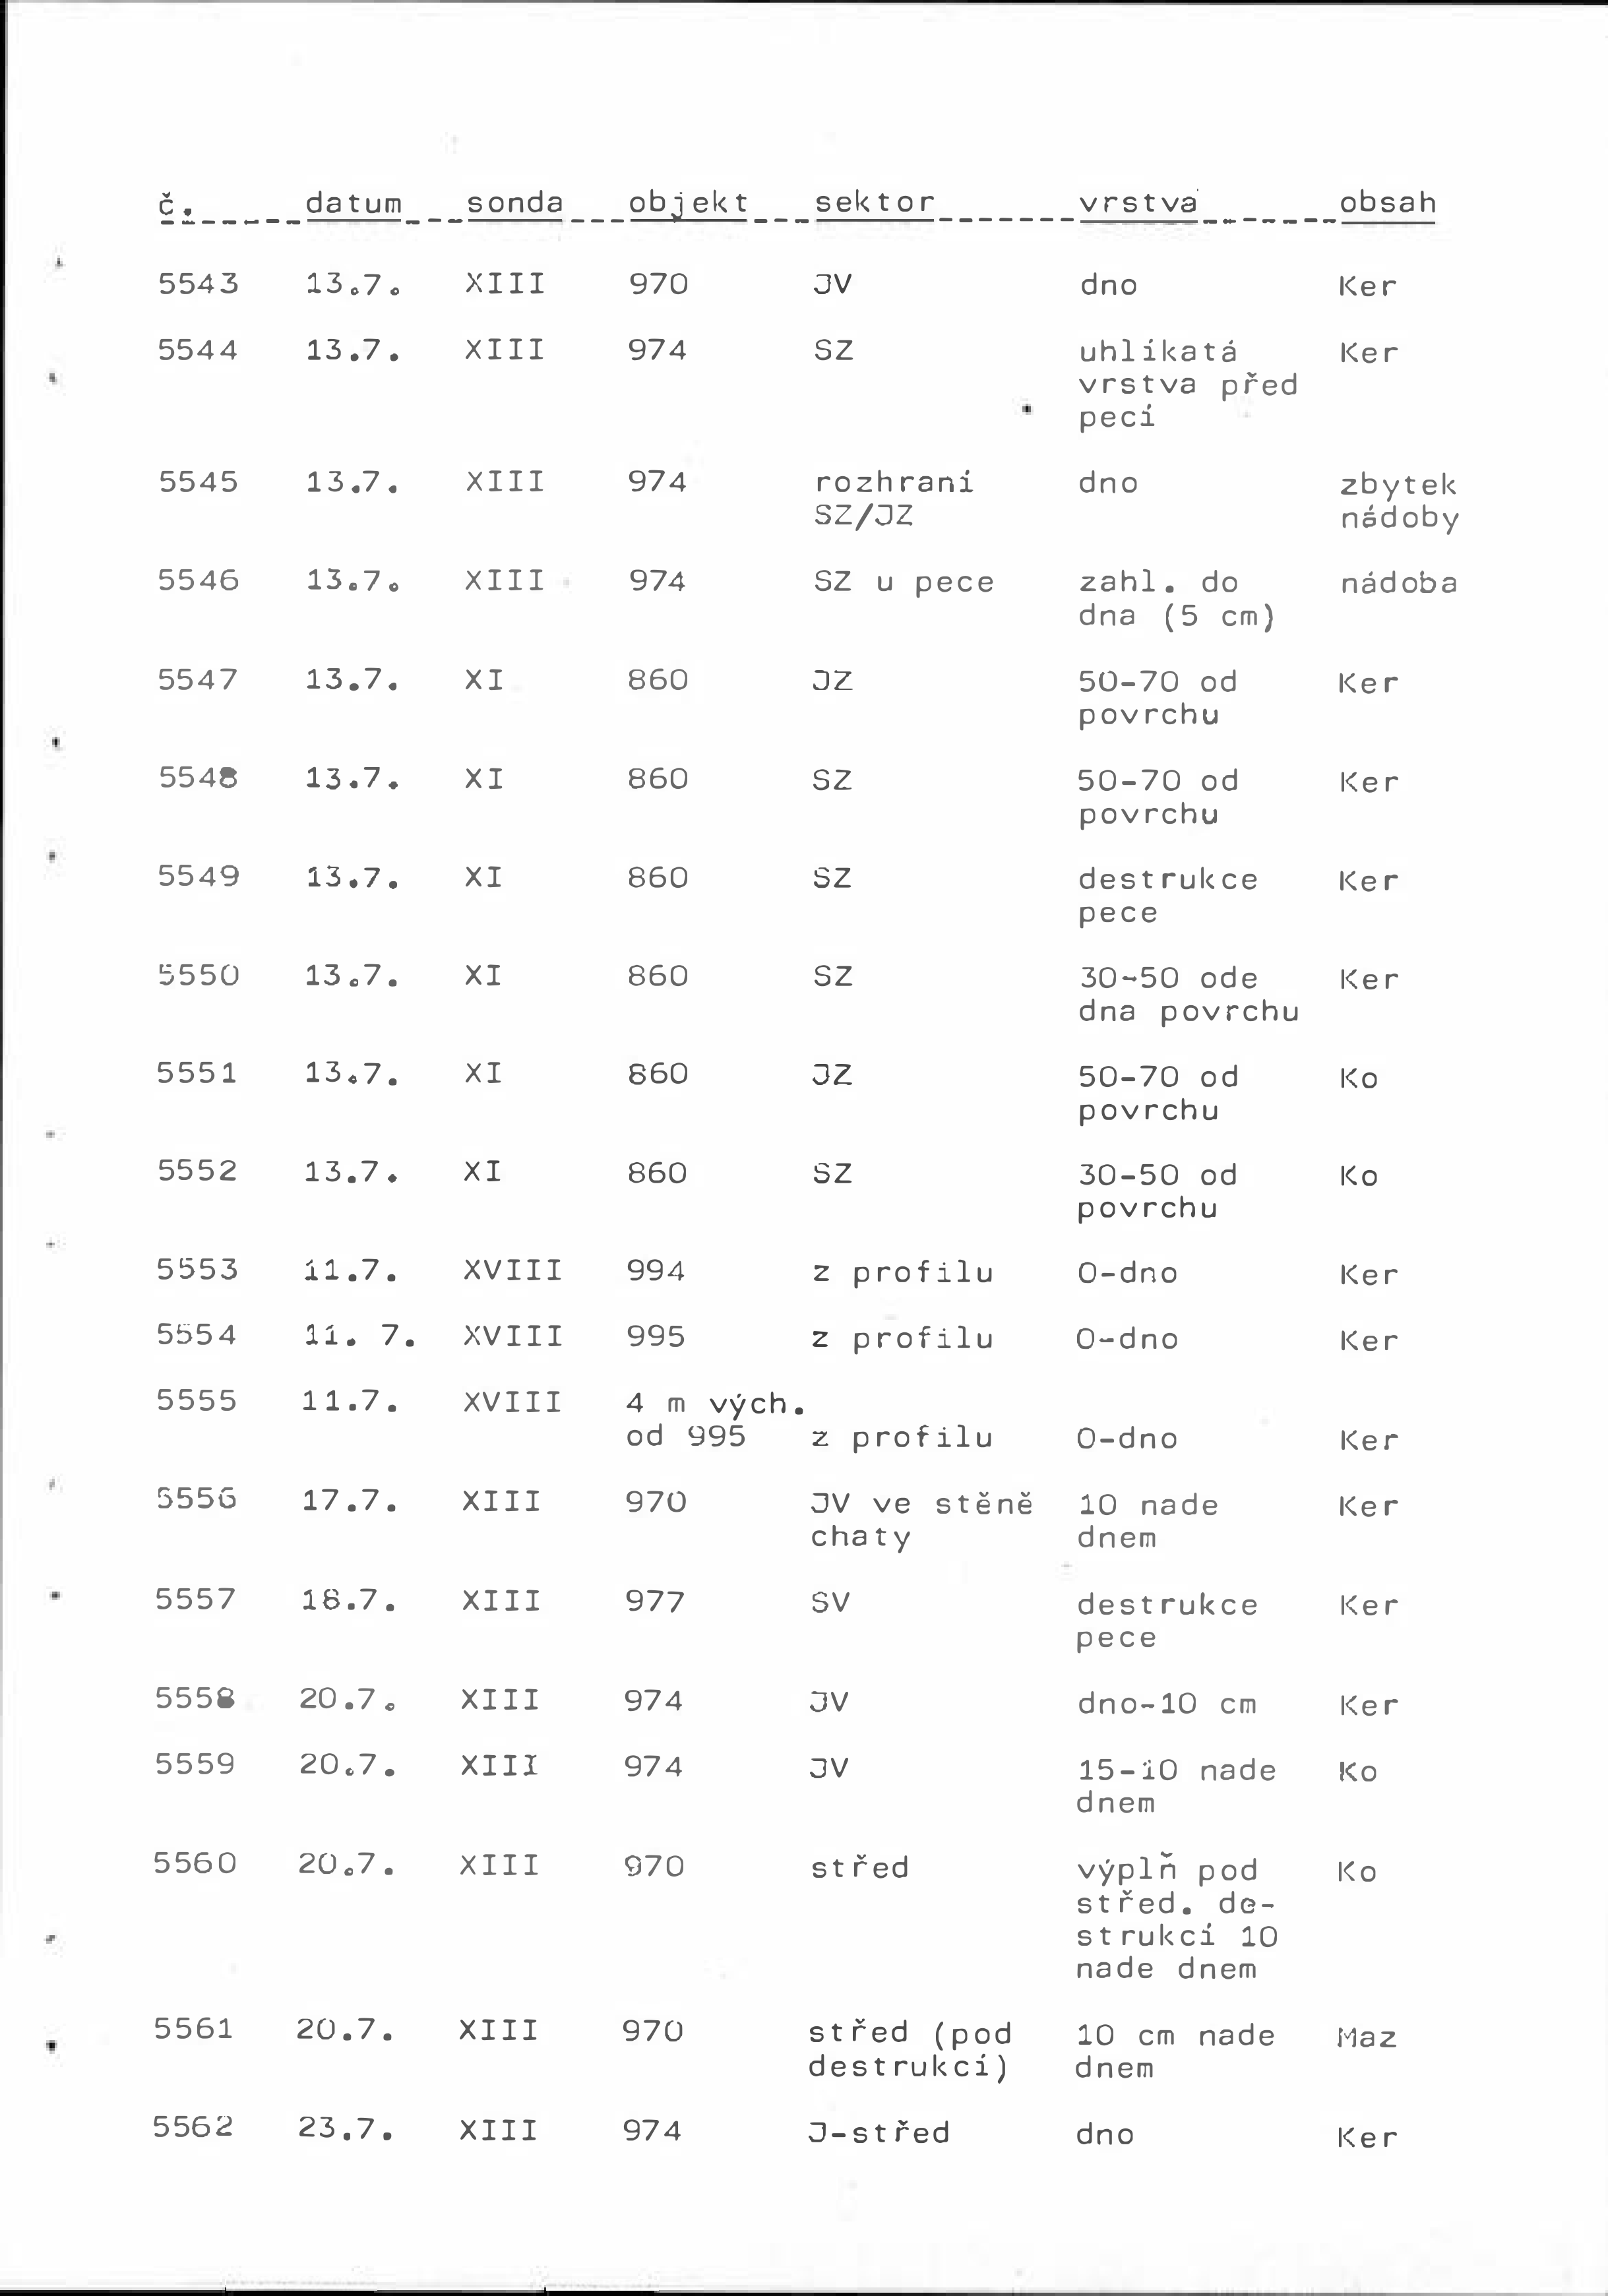 č. datum sonda objekt sektor vrstva obsah
5543 13.7. XIII 970 JV dno Ker
5544 13.7. XIII 974 SZ uhlíkatá Ker
vrstva před
pecí
5545 13.7. XIII 974 rozhraní dno zbytek
SZ/JZ nádoby
5546 13.7. XIII 974 SZ u pece zahl. do nádoba
dna (5 cm)
5547 13.7. XI 860 JZ 50-70 od Ker
povrchu
5548 13.7. XI 860 SZ 50-70 od Ker
povrchu
5549 13.7. XI 860 SZ destrukce Ker
pece
5550 13.7. XI 860 SZ 30-50 ode Ker
dna povrchu
5551 13.7. XI 860 JZ 50-70 od Ko
povrchu
5552 13.7. XI 860 SZ 30-50 od Ko
povrchu
5553 11.7. XVIII 994 z profilu 0-dno Ker
5554 11. 7. XVIII 995 z profilu 0-dno Ker
5555 11.7. XVIII 4 m vých.
od 995 z profilu 0-dno Ker
5556 17.7. XIII 970 JV ve stěně 10 nade Ker
chaty dnem
5557 18.7. XIII 977 SV destrukce Ker
pece
5558 20.7. XIII 974 JV dno-10 cm Ker
5559 20.7. XIII 974 JV 15-10 nade Ko
dnem
5560 20.7. XIII 970 střed výplň pod Ko
střed. de-
strukcí 10
nade dnem
5561 20.7. XIII 970 střed (pod 10 cm nade Maz
destrukcí) dnem
5562 23.7. XIII 974 J-střed dno Ker